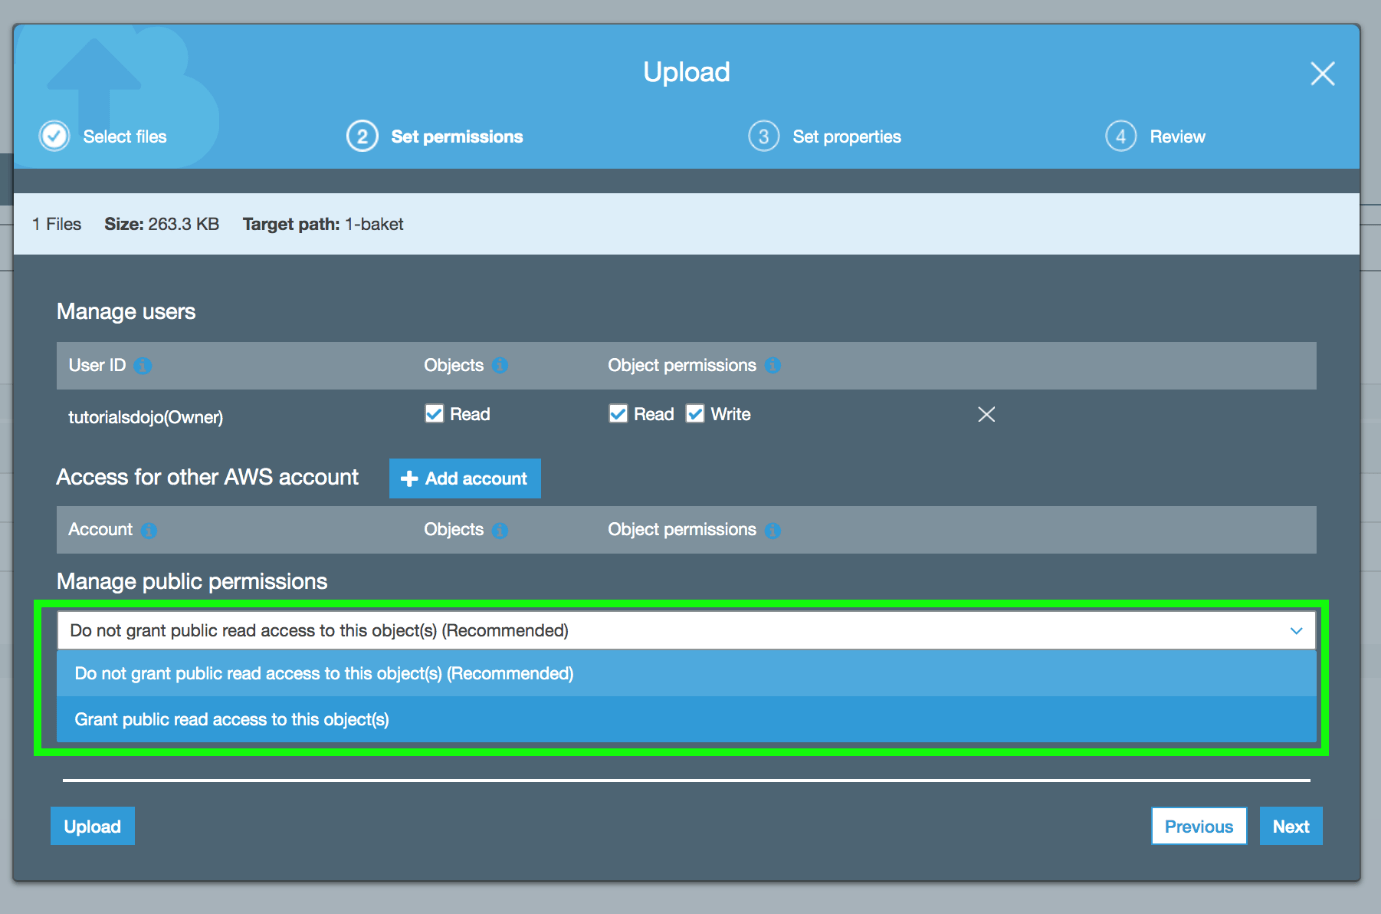 Upload
Select files
2 Set permissions
3 Set properties
4 Review
1 Files Size: 263.3 KB Target path: 1-baket
Manage users
User ID i Objects i Object permissions i
tutorialsdojo(Owner) Read Read Write
Access for other AWS account Add account
Account i Objects i Object permissions i
Manage public permissions
Do not grant public read access to this object(s) (Recommended)
Do not grant public read access to this object(s) (Recommended)
Grant public read access to this object(s)
Upload Previous Next